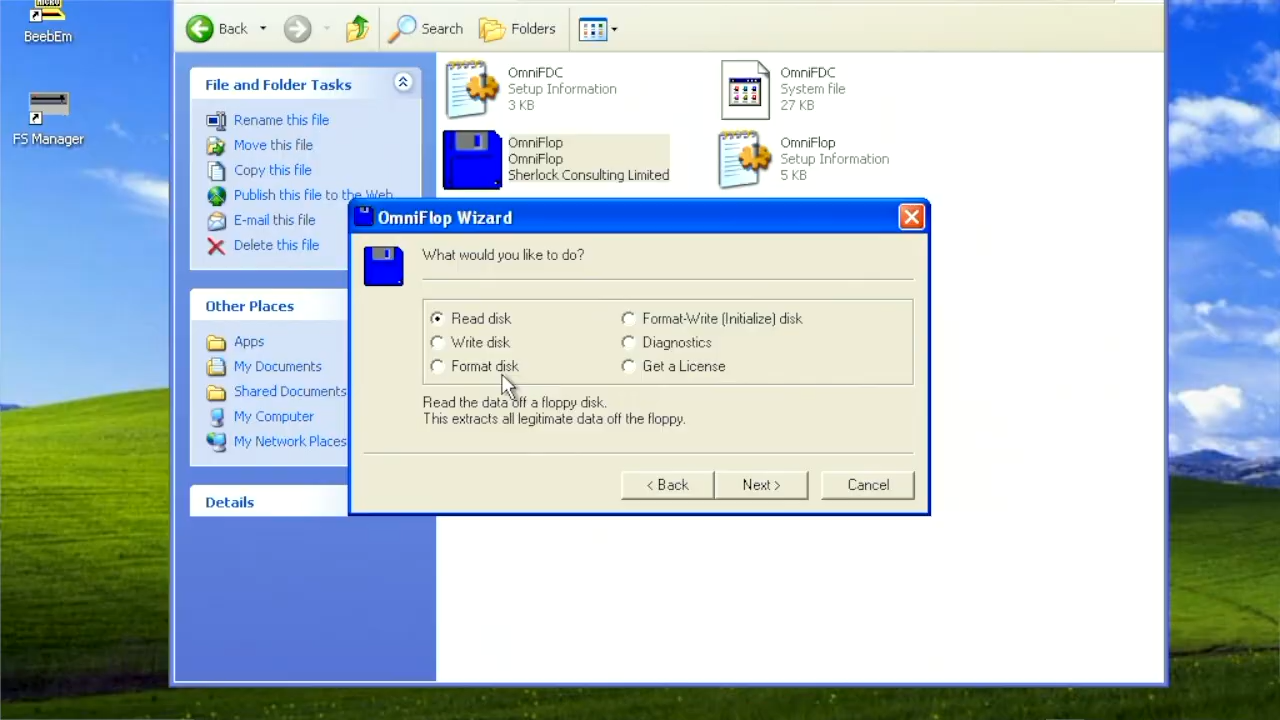 MICRO
BeebEm
FS Manager
Back
Search
Folders
File and Folder Tasks
Rename this file
Move this file
Copy this file
Publish this file to the Web
E-mail this file
Delete this file
Other Places
Apps
My Documents
Shared Documents
My Computer
My Network Places
Details
OmniFDC
Setup Information
3 KB
OmniFDC
System file
27 KB
OmniFlop
OmniFlop
Sherlock Consulting Limited
OmniFlop
Setup Information
5 KB
OmniFlop Wizard
What would you like to do?
Read disk
Write disk
Format disk
Format-Write (Initialize) disk
Diagnostics
Get a License
Read the data off a floppy disk.
This extracts all legitimate data off the floppy.
< Back
Next >
Cancel